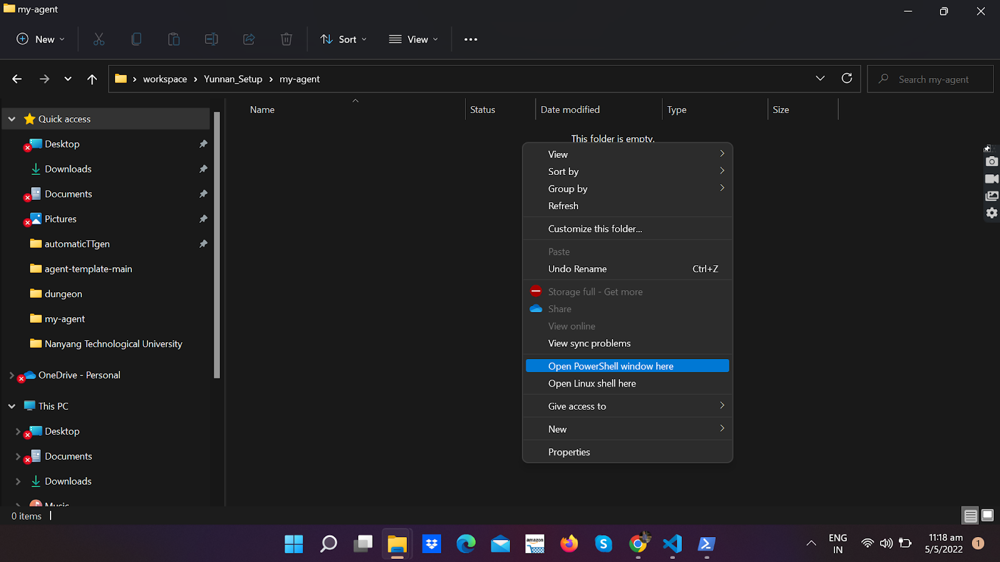 my-agent
New
Sort
View
workspace
Yunnan_Setup
my-agent
Search my-agent
Name
Status
Date modified
Type
Size
This folder is empty.
Quick access
Desktop
Downloads
Documents
Pictures
automaticTTgen
agent-template-main
dungeon
my-agent
Nanyang Technological University
OneDrive - Personal
This PC
Desktop
Documents
Downloads
Music
View
Sort by
Group by
Refresh
Customize this folder...
Paste
Undo Rename Ctrl+Z
Storage full - Get more
Share
View online
View sync problems
Open PowerShell window here
Open Linux shell here
Give access to
New
Properties
0 items
amazon
ENG
IN
11:18 am
5/5/2022
1